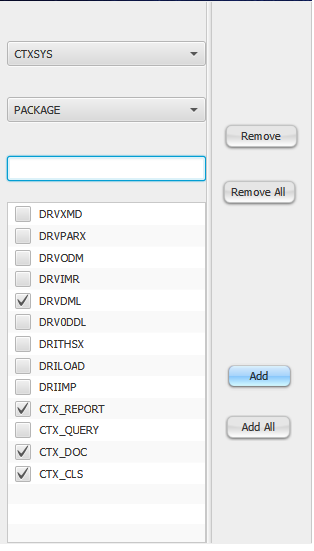 CTXSYS
PACKAGE
Remove
Remove All
DRVXMD
DRVPARX
DRVODM
DRVIMR
DRVDML
DRV0DDL
DRITHSX
DRILOAD
DRIIMP
CTX_REPORT
CTX_QUERY
CTX_DOC
CTX_CLS
Add
Add All